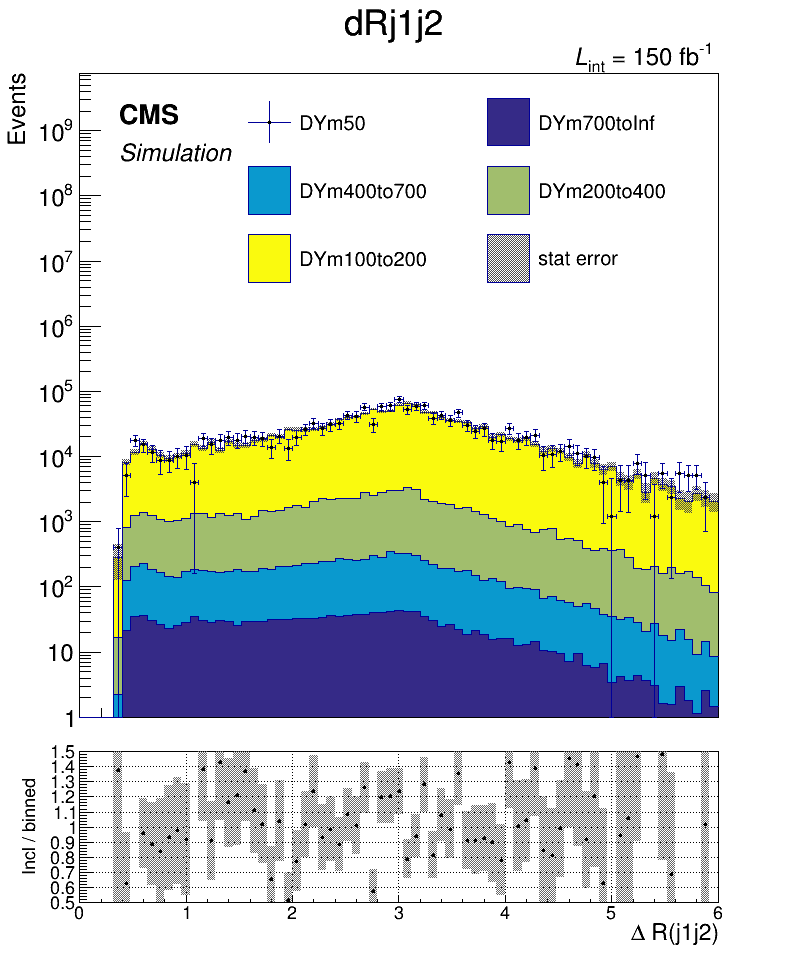 dRj1j2
L_int = 150 fb^-1
Events
CMS
Simulation
DYm50
DYm700toInf
DYm400to700
DYm200to400
DYm100to200
stat error
10^9
10^8
10^7
10^6
10^5
10^4
10^3
10^2
10
1
Incl / binned
1.5
1.4
1.3
1.2
1.1
1
0.9
0.8
0.7
0.6
0.5
0 1 2 3 4 5 6
Δ R(j1j2)